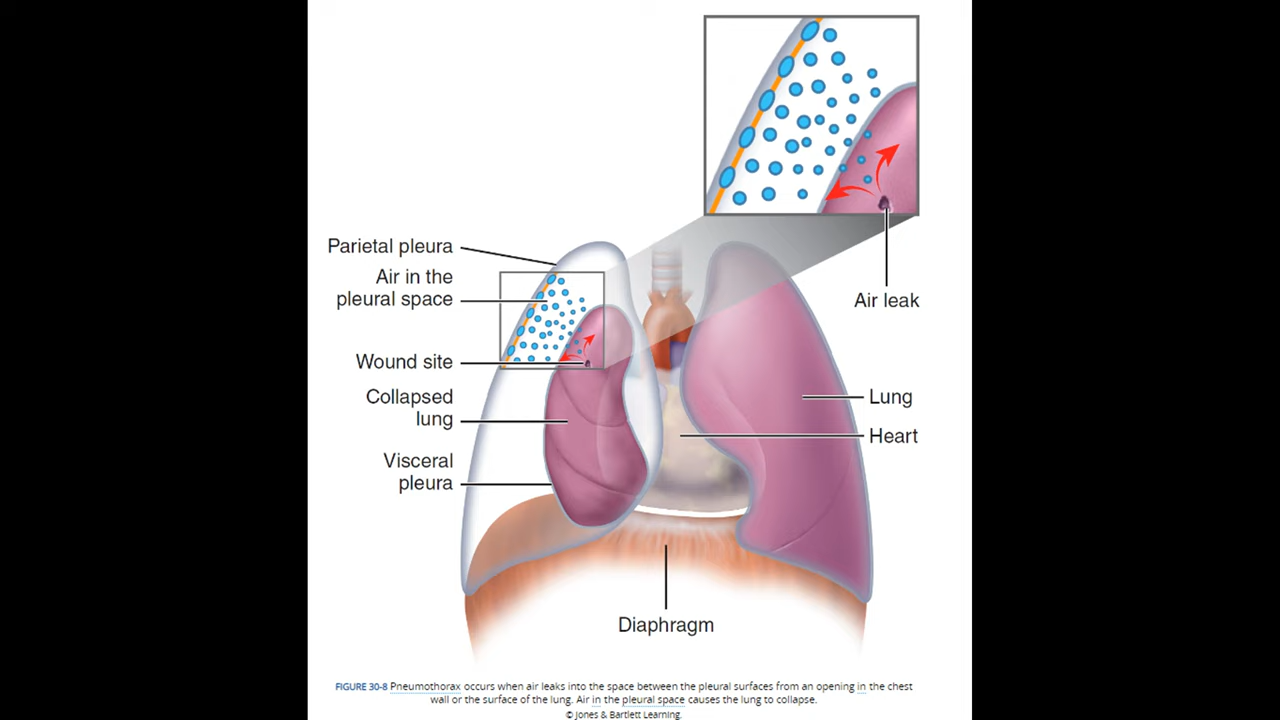 Parietal pleura
Air in the
pleural space
Wound site
Collapsed
lung
Visceral
pleura
Air leak
Lung
Heart
Diaphragm
FIGURE 30-8 Pneumothorax occurs when air leaks into the space between the pleural surfaces from an opening in the chest
wall or the surface of the lung. Air in the pleural space causes the lung to collapse.
© Jones & Bartlett Learning.